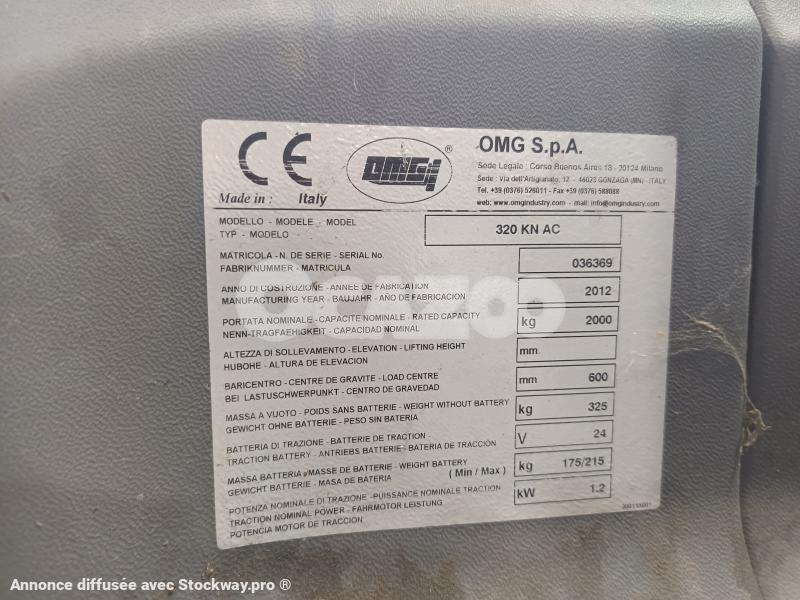 CE
OMG ®
OMG S.p.A.
Sede Legale : Corso Buenos Aires 18 - 20124 Milano
Sede : Via dell'Artigianato, 12 - 46023 GONZAGA (MN) - ITALY
Tel. +39 (0376) 526011 - Fax +39 (0376) 588088
web: www.omgindustry.com - mail: info@omgindustry.com
Made in : Italy
MODELLO - MODELE - MODEL
TYP - MODELO
320 KN AC
MATRICOLA - N. DE SERIE - SERIAL No.
FABRIKNUMMER - MATRICULA
036369
ANNO DI COSTRUZIONE - ANNEE DE FABRICATION
MANUFACTURING YEAR - BAUJAHR - AÑO DE FABRICACION
2012
PORTATA NOMINALE - CAPACITE NOMINALE - RATED CAPACITY
NENN-TRAGFAEHIGKEIT - CAPACIDAD NOMINAL
kg 2000
ALTEZZA DI SOLLEVAMENTO - ELEVATION - LIFTING HEIGHT
HUBOHE - ALTURA DE ELEVACION
mm
BARICENTRO - CENTRE DE GRAVITE - LOAD CENTRE
BEI LASTUSCHWERPUNKT - CENTRO DE GRAVEDAD
mm 600
MASSA A VUOTO - POIDS SANS BATTERIE - WEIGHT WITHOUT BATTERY
GEWICHT OHNE BATTERIE - PESO SIN BATERIA
kg 325
BATTERIA DI TRAZIONE - BATTERIE DE TRACTION -
TRACTION BATTERY - ANTRIEBS BATTERIE - BATERIA DE TRACCIÓN
V 24
MASSA BATTERIA - MASSE DE BATTERIE - WEIGHT BATTERY
GEWICHT BATTERIE - MASA DE BATERIA
( Min / Max )
kg 175/215
POTENZA NOMINALE DI TRAZIONE - PUISSANCE NOMINALE TRACTION
TRACTION NOMINAL POWER - FAHRMOTOR LEISTUNG
POTENCIA MOTOR DE TRACCION
kW 1.2
OCAZOO
Annonce diffusée avec Stockway.pro ®